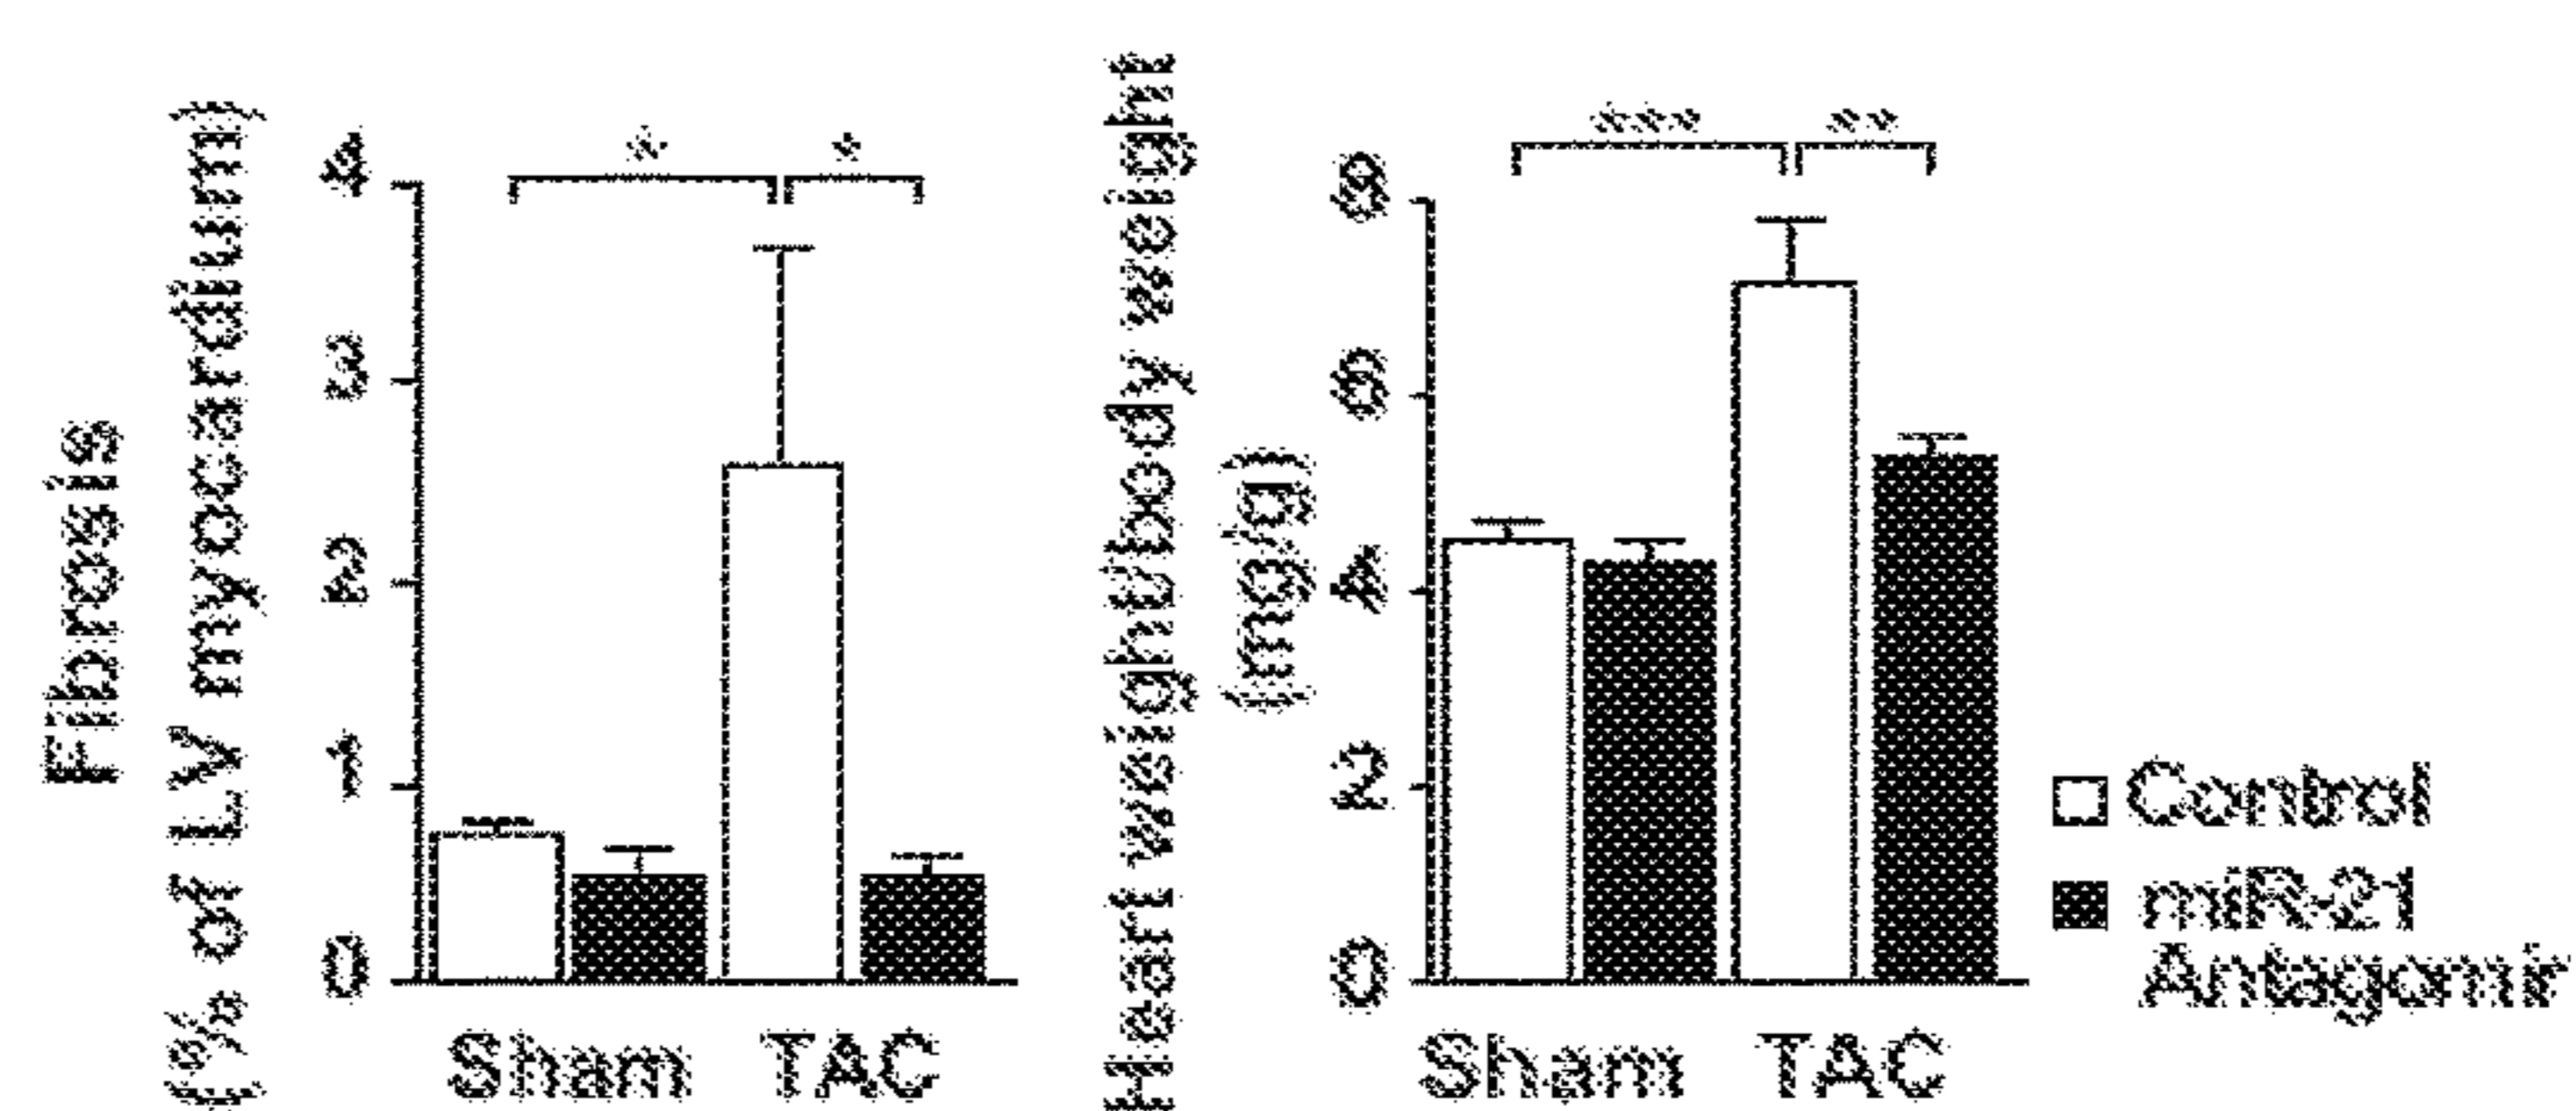 Fibrosis
(% of LV myocardium)
4
3
2
1
0
*
*
Sham TAC
Heart weight/body weight
(mg/g)
8
6
4
2
0
***
**
Sham TAC
Control
miR-21
Antagomir